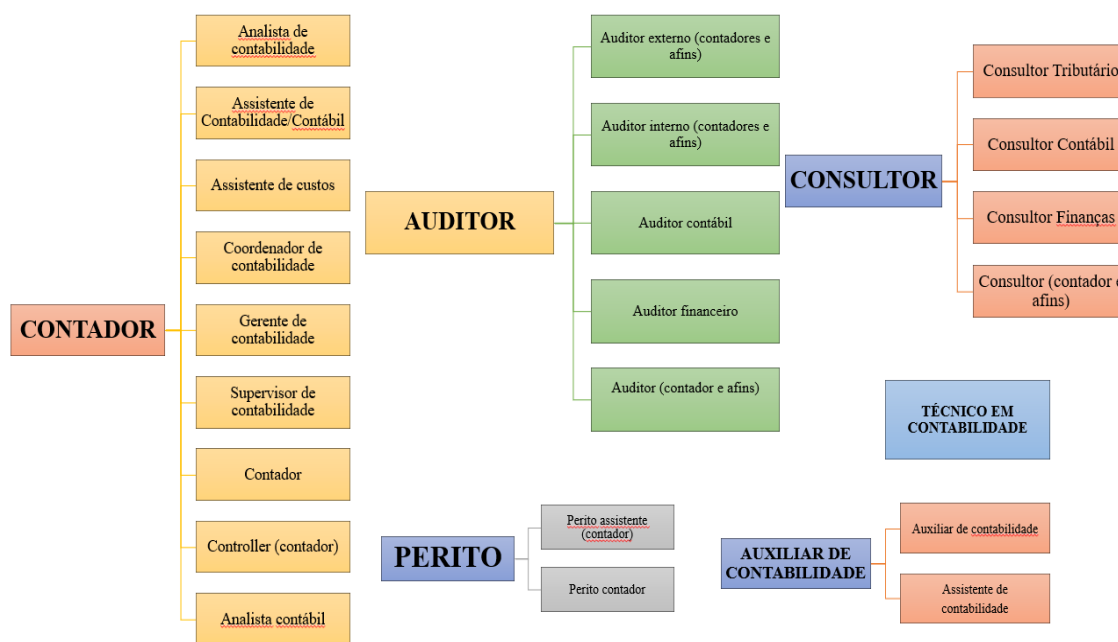 CONTADOR
Analista de
contabilidade
Assistente de
Contabilidade/Contábil
Assistente de custos
Coordenador de
contabilidade
Gerente de
contabilidade
Supervisor de
contabilidade
Contador
Controller (contador)
Analista contábil
AUDITOR
Auditor externo (contadores e
afins)
Auditor interno (contadores e
afins)
Auditor contábil
Auditor financeiro
Auditor (contador e afins)
CONSULTOR
Consultor Tributário
Consultor Contábil
Consultor Finanças
Consultor (contador e
afins)
TÉCNICO EM
CONTABILIDADE
PERITO
Perito assistente
(contador)
Perito contador
AUXILIAR DE
CONTABILIDADE
Auxiliar de contabilidade
Assistente de
contabilidade